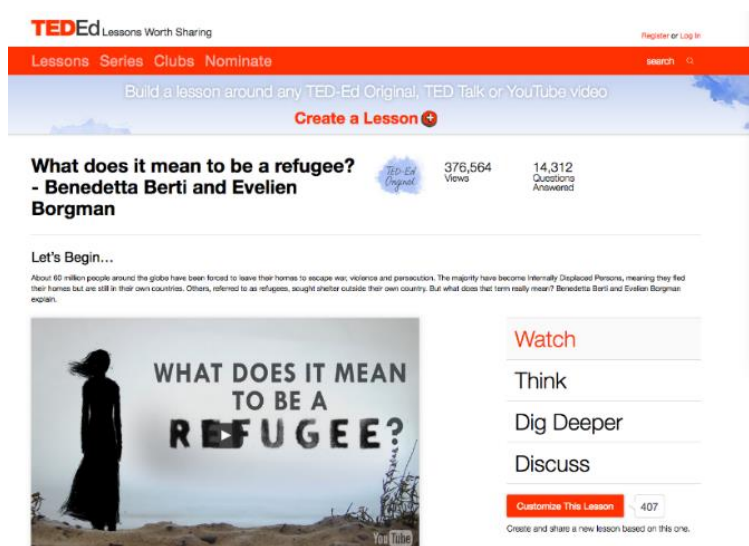 TEDEd Lessons Worth Sharing
Register or Log In
Lessons Series Clubs Nominate
search
Build a lesson around any TED-Ed Original, TED Talk or YouTube video
Create a Lesson
What does it mean to be a refugee?
- Benedetta Berti and Evelien
Borgman
TED-Ed
Original
376,564
Views
14,312
Questions
Answered
Let's Begin...
About 60 million people around the globe have been forced to leave their homes to escape war, violence and persecution. The majority have become Internally Displaced Persons, meaning they fled
their homes but are still in their own countries. Others, referred to as refugees, sought shelter outside their own country. But what does that term really mean? Benedetta Berti and Evelien Borgman
explain.
WHAT DOES IT MEAN
TO BE A
REFUGEE?
YouTube
Watch
Think
Dig Deeper
Discuss
Customize This Lesson
407
Create and share a new lesson based on this one.